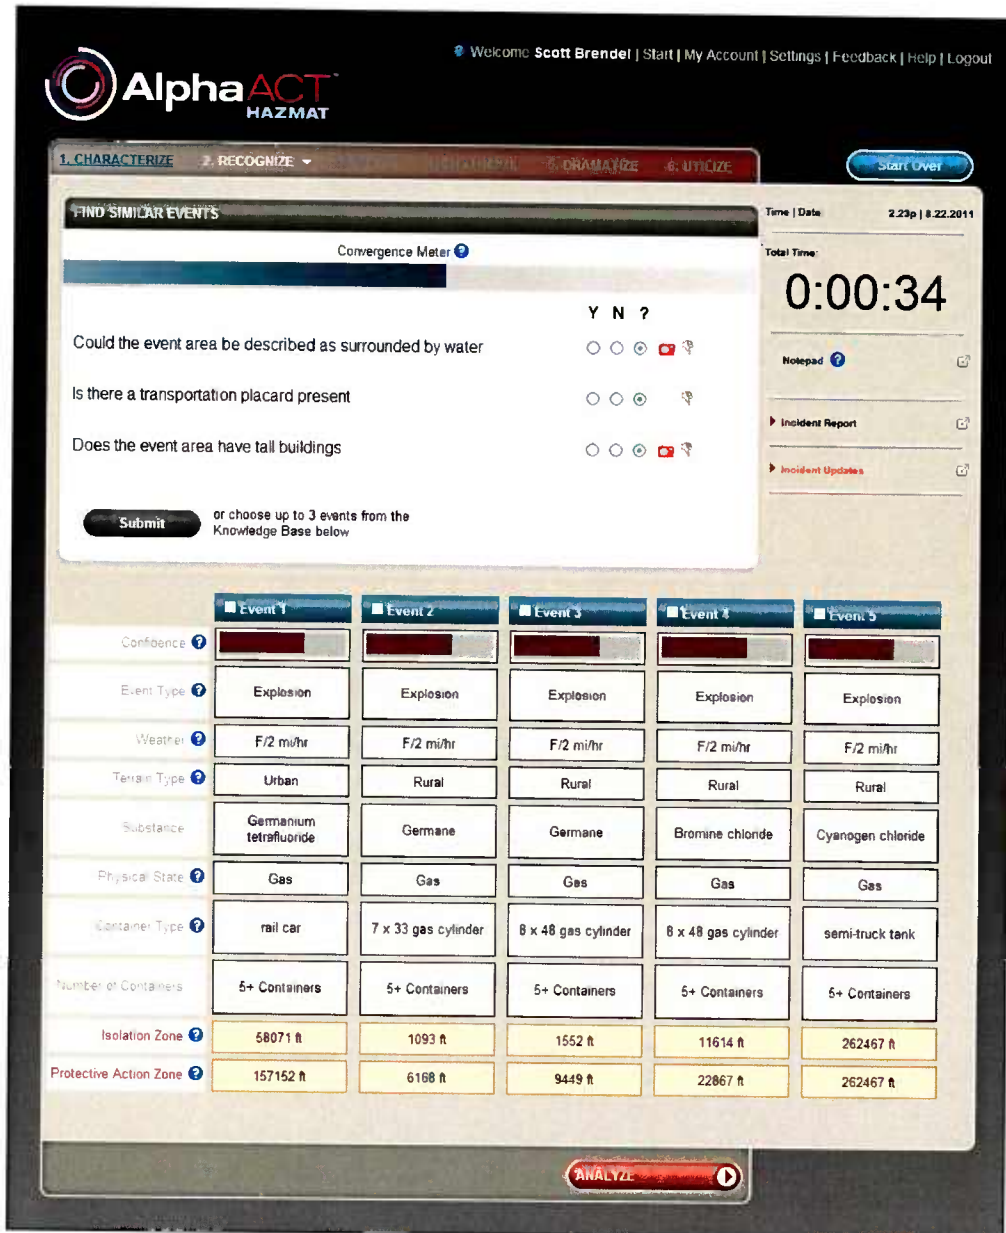 Welcome Scott Brendel | Start | My Account | Settings | Feedback | Help | Logout
AlphaACT™
HAZMAT
1. CHARACTERIZE 2. RECOGNIZE 5. DRAMATIZE 6: UTILIZE
Start Over
FIND SIMILAR EVENTS
Time | Date 2.23p | 8.22.2011
Convergence Meter ?
Total Time:
0:00:34
Y N ?
Could the event area be described as surrounded by water
Notepad ?
Is there a transportation placard present
Incident Report
Does the event area have tall buildings
Incident Updates
Submit or choose up to 3 events from the
Knowledge Base below
Event 1 Event 2 Event 3 Event 4 Event 5
Confidence ?
Event Type ? Explosion Explosion Explosion Explosion Explosion
Weather ? F/2 mi/hr F/2 mi/hr F/2 mi/hr F/2 mi/hr F/2 mi/hr
Terrain Type ? Urban Rural Rural Rural Rural
Substance Germanium tetrafluoride Germane Germane Bromine chloride Cyanogen chloride
Physical State ? Gas Gas Gas Gas Gas
Container Type ? rail car 7 x 33 gas cylinder 8 x 48 gas cylinder 8 x 48 gas cylinder semi-truck tank
Number of Containers 5+ Containers 5+ Containers 5+ Containers 5+ Containers 5+ Containers
Isolation Zone ? 58071 ft 1093 ft 1552 ft 11614 ft 262467 ft
Protective Action Zone ? 157152 ft 6168 ft 9449 ft 22867 ft 262467 ft
ANALYZE